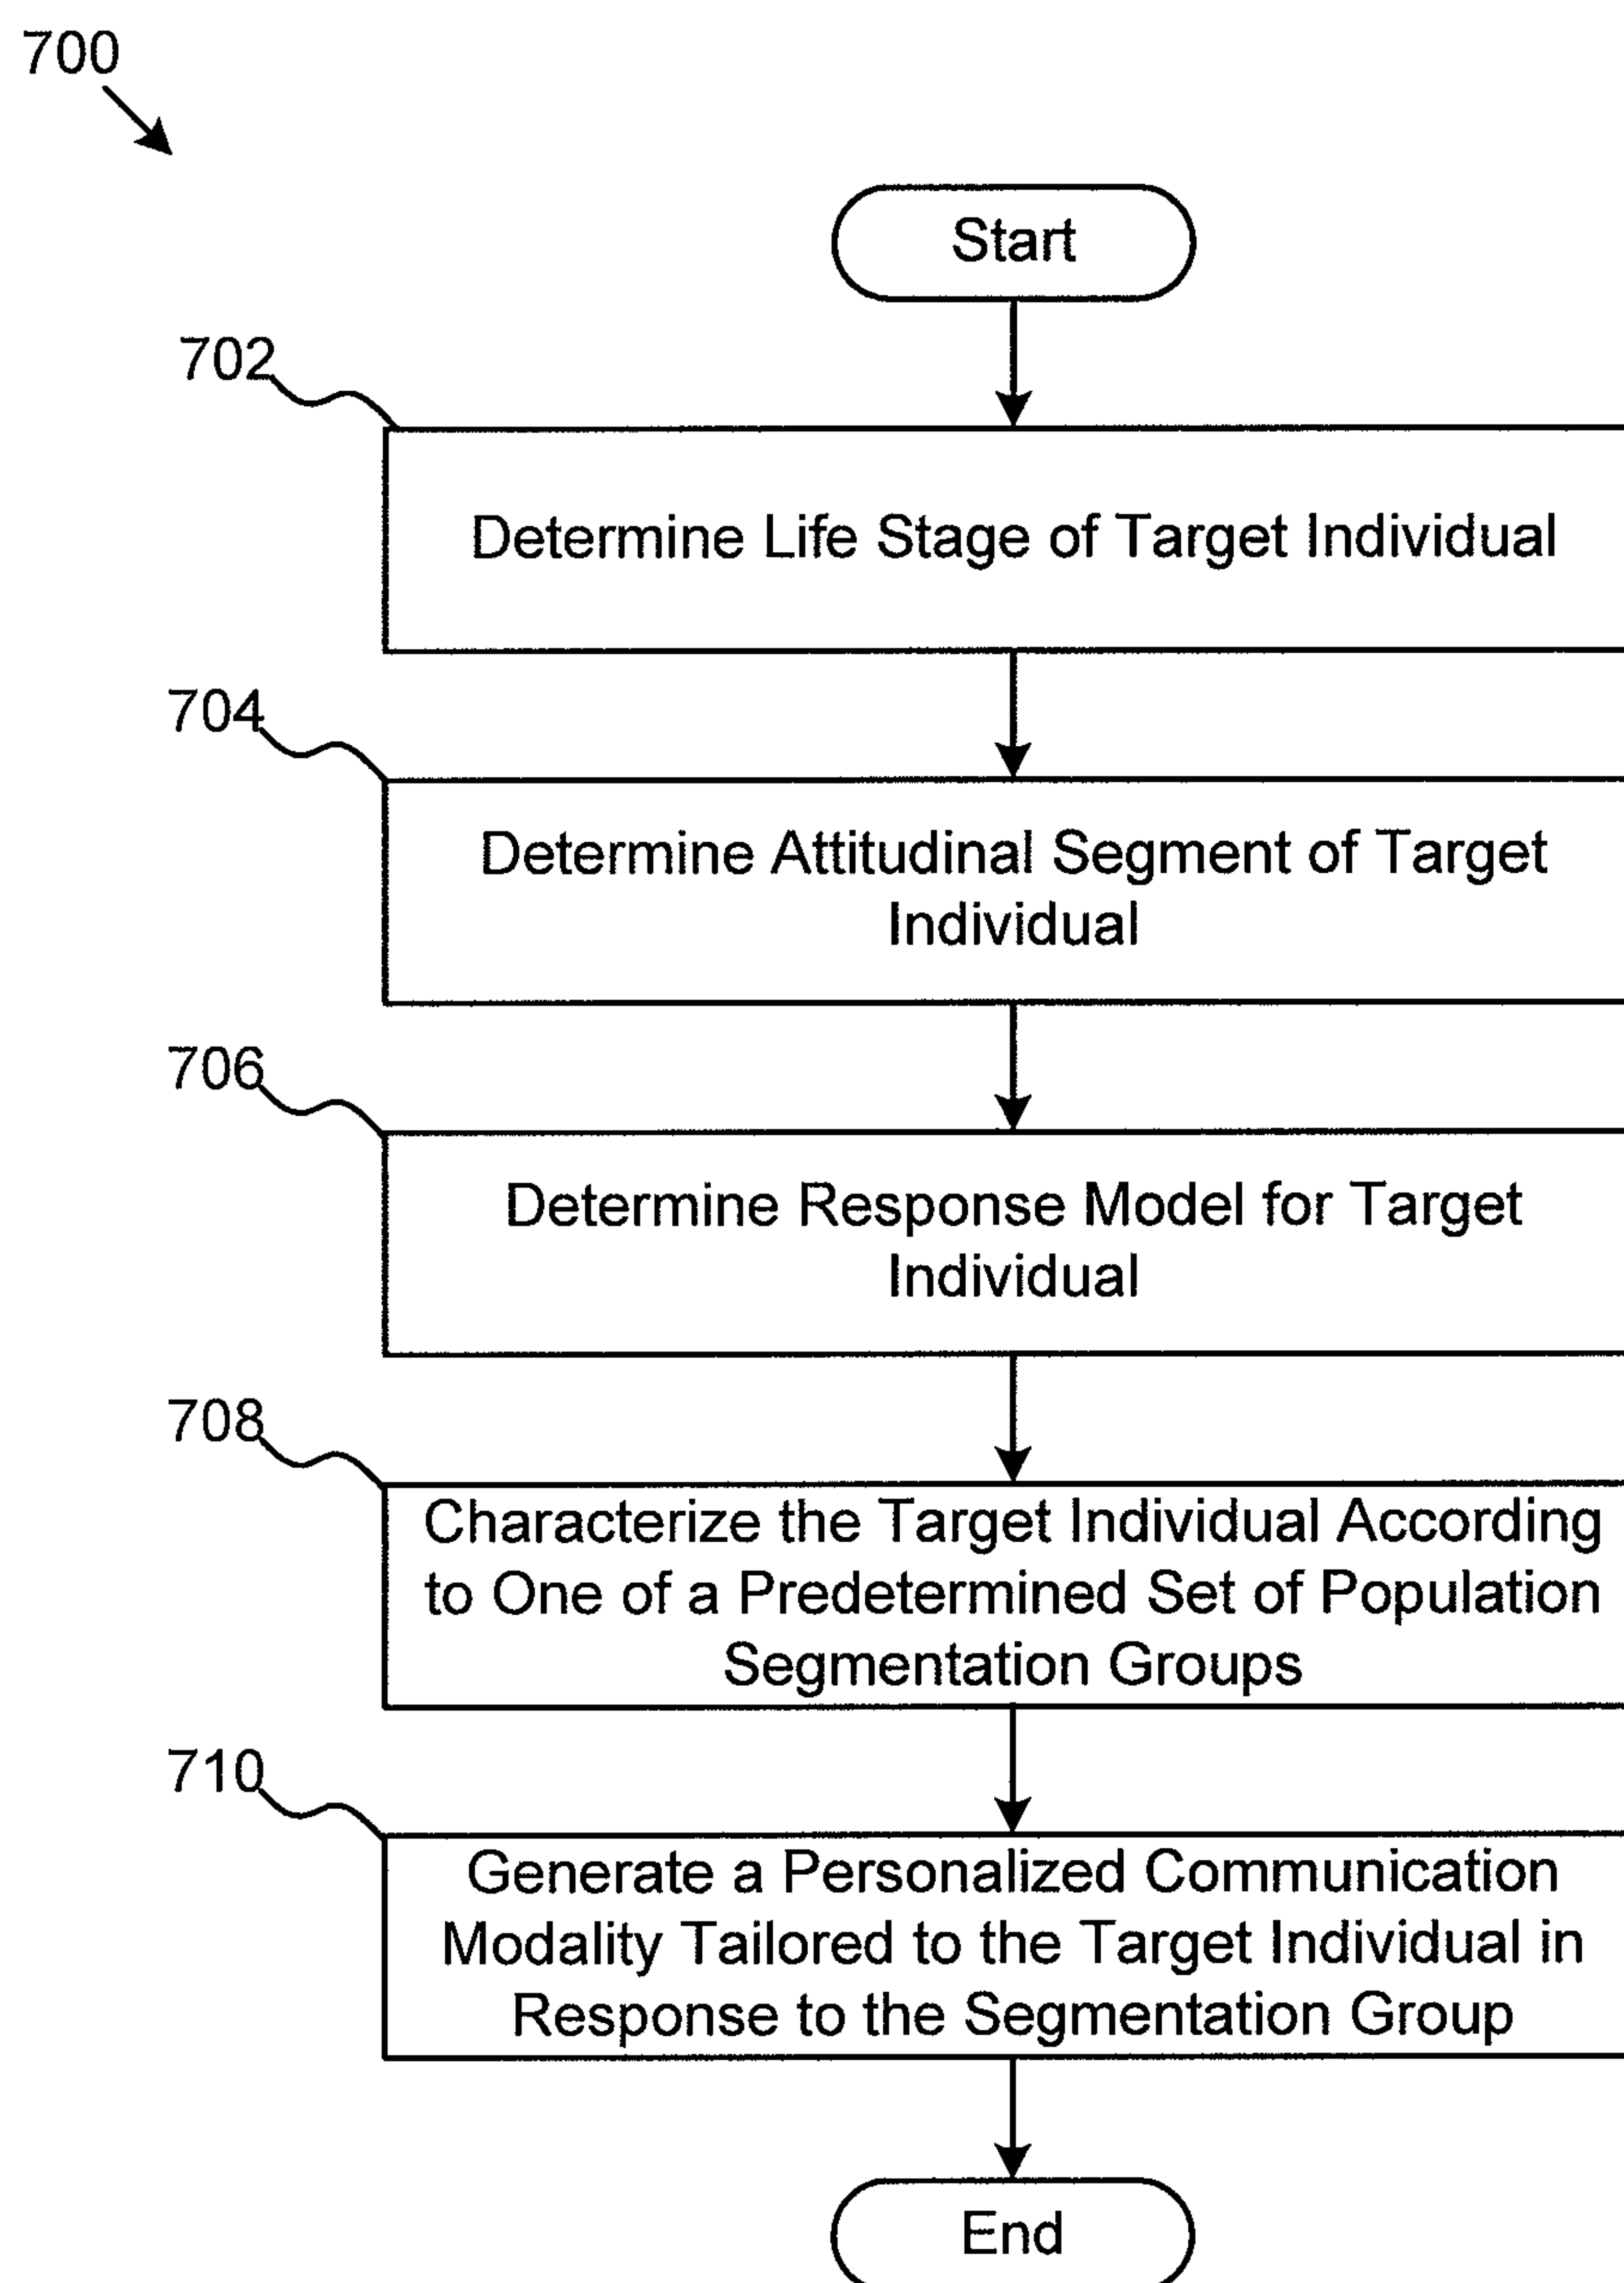 700
Start
702
Determine Life Stage of Target Individual
704
Determine Attitudinal Segment of Target
Individual
706
Determine Response Model for Target
Individual
708
Characterize the Target Individual According
to One of a Predetermined Set of Population
Segmentation Groups
710
Generate a Personalized Communication
Modality Tailored to the Target Individual in
Response to the Segmentation Group
End